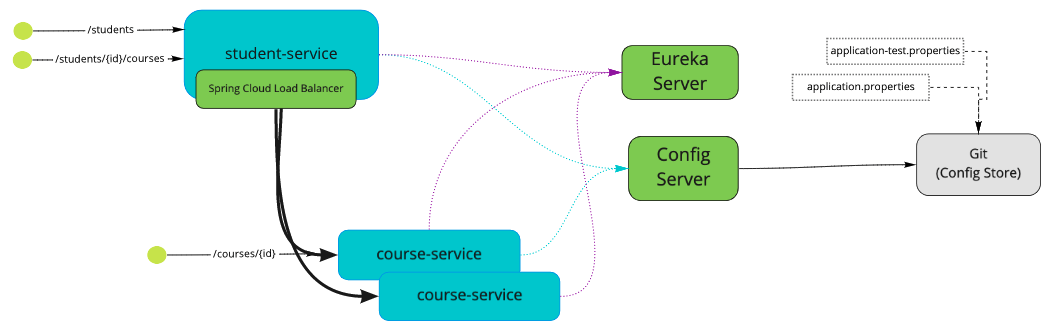 /students
/students/{id}/courses
student-service
Spring Cloud Load Balancer
Eureka
Server
application-test.properties
application.properties
Config
Server
Git
(Config Store)
/courses/{id}
course-service
course-service